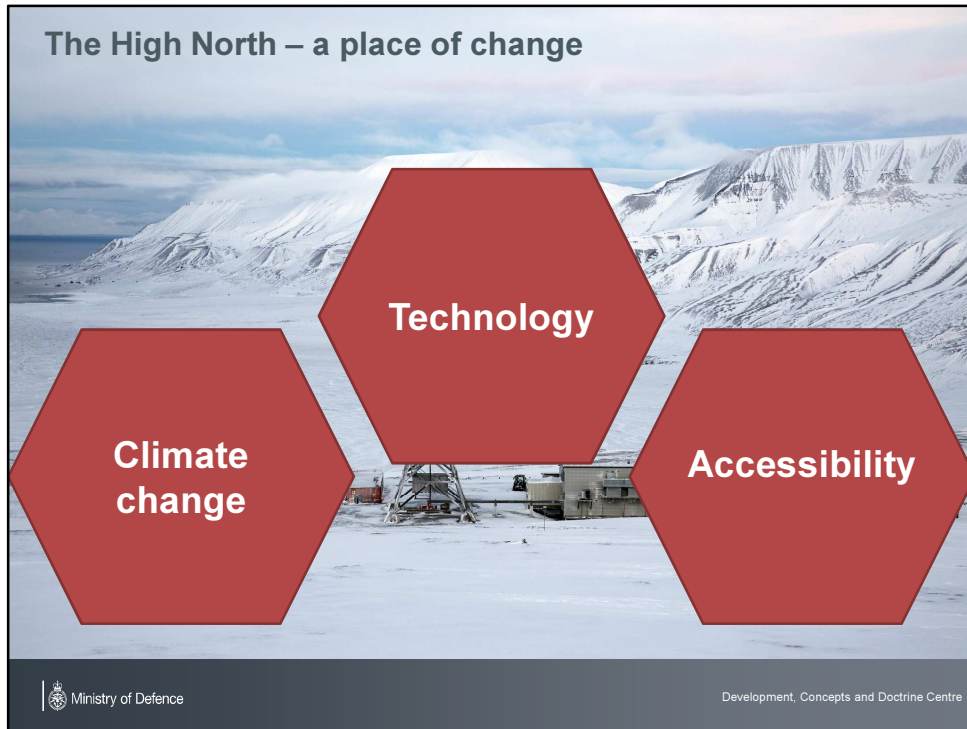 The High North – a place of change
Technology
Climate
change
Accessibility
Ministry of Defence
Development, Concepts and Doctrine Centre